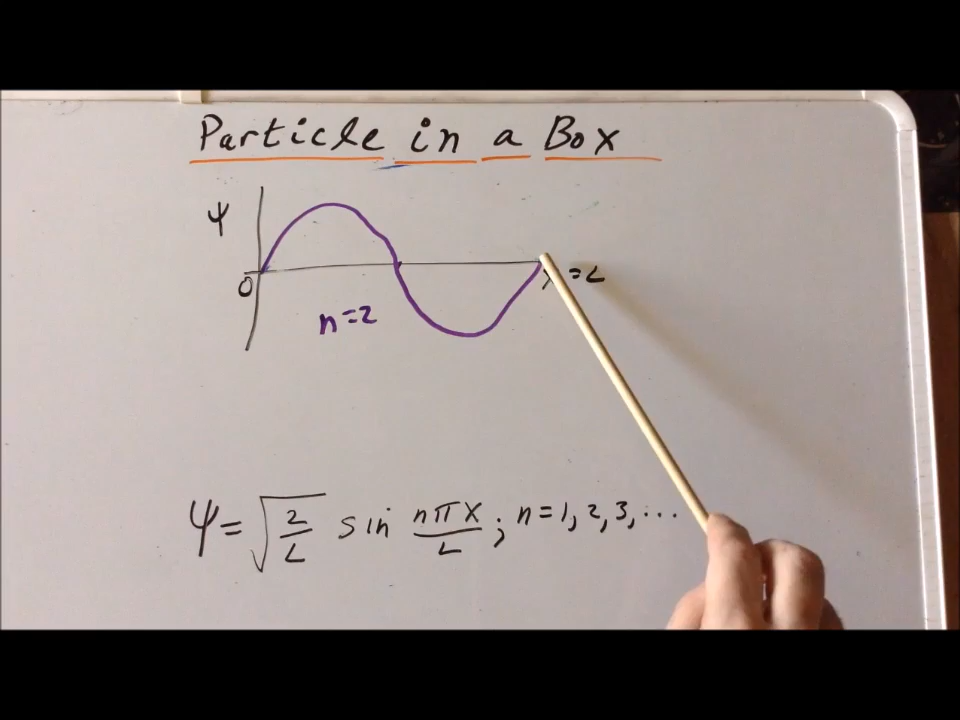 Particle in a Box
ψ
0
x = L
n=2
ψ = √(2/L) sin nπx/L ; n = 1, 2, 3, ...